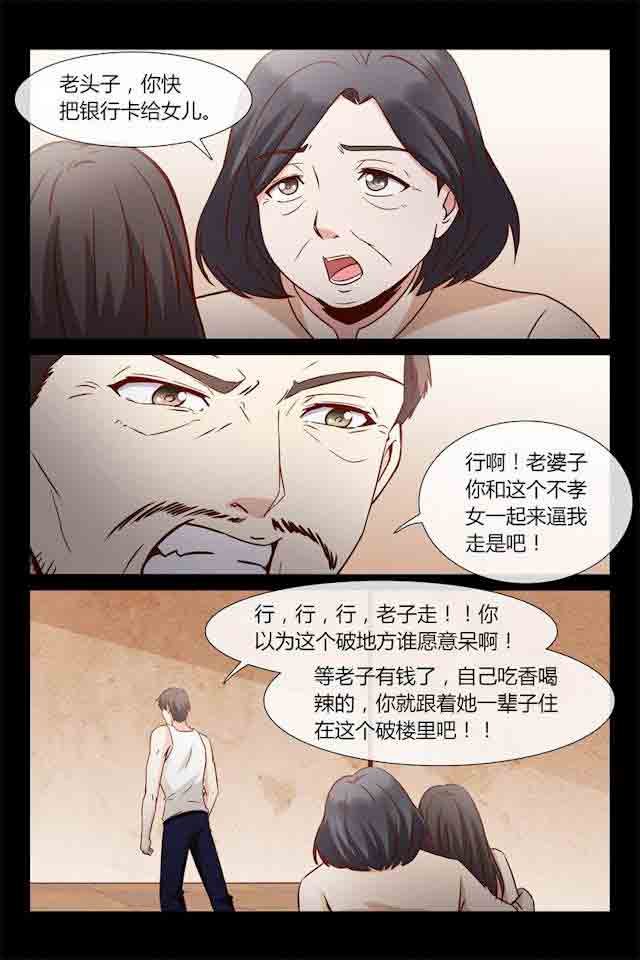 老头子，你快
把银行卡给女儿。
行啊！老婆子
你和这个不孝
女一起来逼我
走是吧！
行，行，行，老子走！！你
以为这个破地方谁愿意呆啊！
等老子有钱了，自己吃香喝
辣的，你就跟着她一辈子住
在这个破楼里吧！！